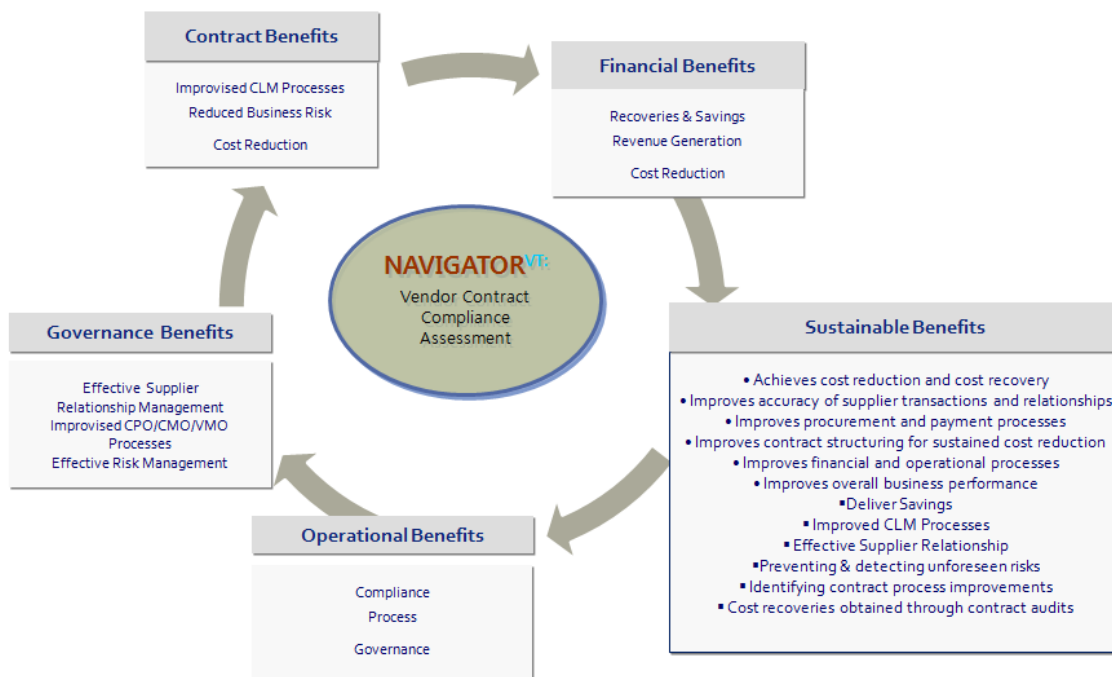 Contract Benefits
Improvised CLM Processes
Reduced Business Risk
Cost Reduction
Financial Benefits
Recoveries & Savings
Revenue Generation
Cost Reduction
NAVIGATOR VT:
Vendor Contract
Compliance
Assessment
Sustainable Benefits
• Achieves cost reduction and cost recovery
• Improves accuracy of supplier transactions and relationships
• Improves procurement and payment processes
• Improves contract structuring for sustained cost reduction
• Improves financial and operational processes
• Improves overall business performance
▪Deliver Savings
▪ Improved CLM Processes
▪ Effective Supplier Relationship
▪Preventing & detecting unforeseen risks
▪ Identifying contract process improvements
▪ Cost recoveries obtained through contract audits
Operational Benefits
Compliance
Process
Governance
Governance Benefits
Effective Supplier
Relationship Management
Improvised CPO/CMO/VMO
Processes
Effective Risk Management